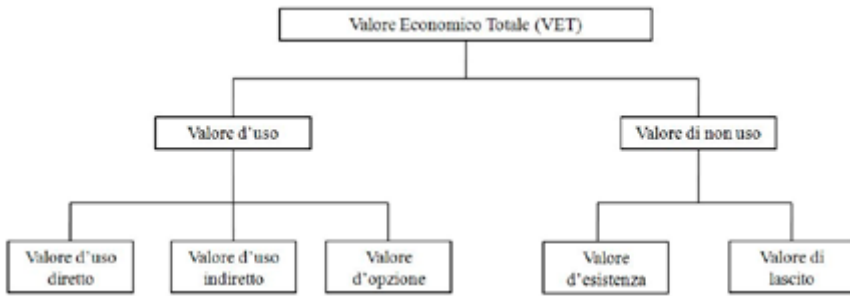 Valore Economico Totale (VET)
Valore d'uso
Valore di non uso
Valore d'uso
diretto
Valore d'uso
indiretto
Valore
d'opzione
Valore
d'esistenza
Valore di
lascito